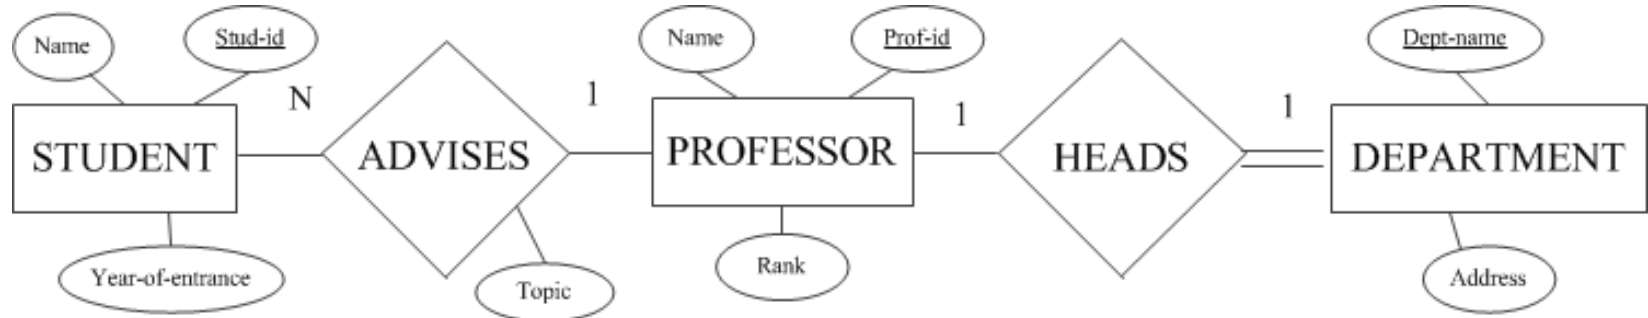 Name
Stud-id
Name
Prof-id
Dept-name
N
1
1
1
STUDENT
ADVISES
PROFESSOR
HEADS
DEPARTMENT
Year-of-entrance
Topic
Rank
Address